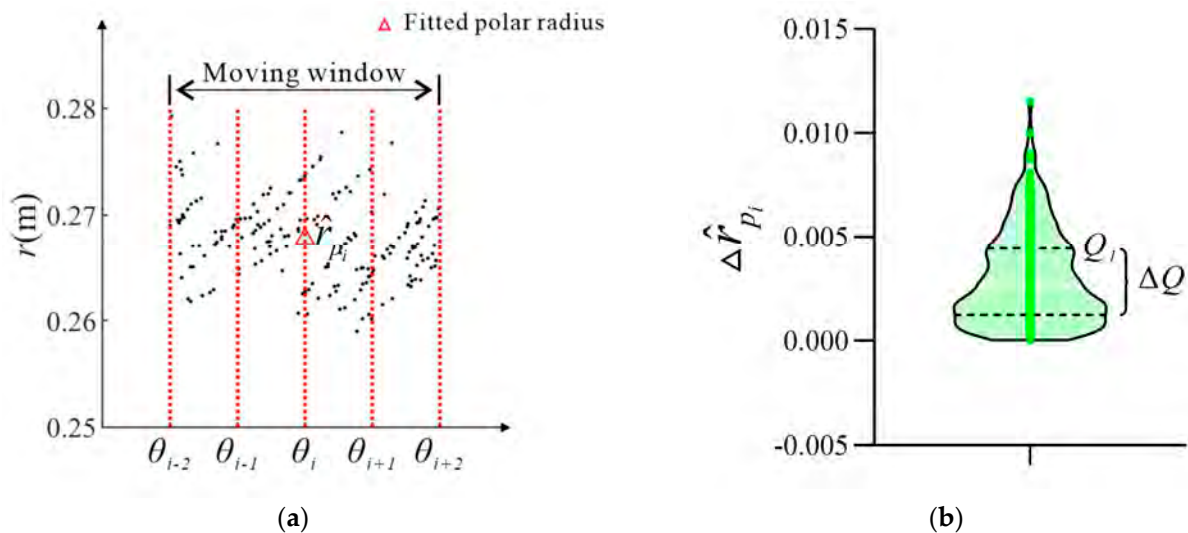 △ Fitted polar radius
Moving window
r(m)
0.28
0.27
0.26
0.25
r̂pᵢ
θi-2 θi-1 θi θi+1 θi+2
(a)
Δr̂pᵢ
0.015
0.010
0.005
0.000
-0.005
Q₁
ΔQ
(b)